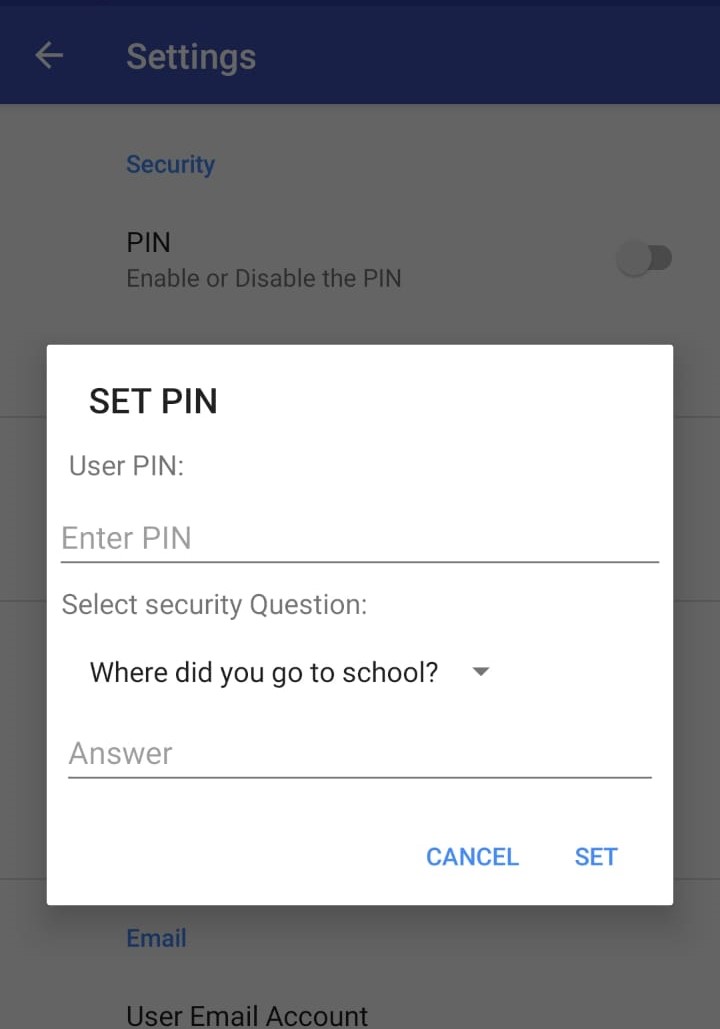 Settings
Security
PIN
Enable or Disable the PIN
SET PIN
User PIN:
Enter PIN
Select security Question:
Where did you go to school?
Answer
CANCEL SET
Email
User Email Account